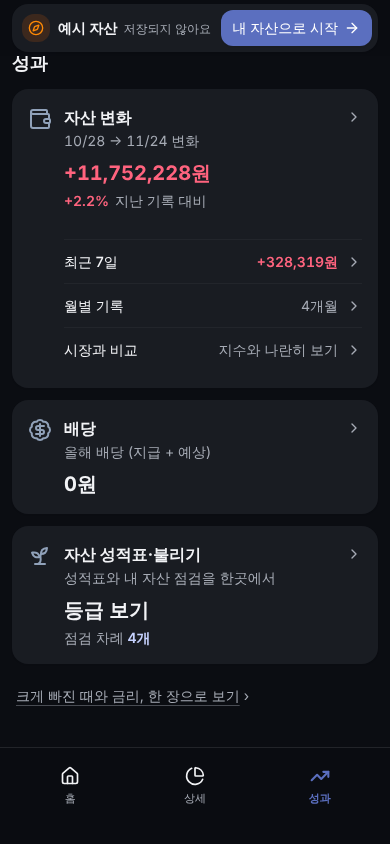 예시 자산 저장되지 않아요 내 자산으로 시작 →
성과
자산 변화
10/28 → 11/24 변화
+11,752,228원
+2.2% 지난 기록 대비
최근 7일 +328,319원
월별 기록 4개월
시장과 비교 지수와 나란히 보기
배당
올해 배당 (지급 + 예상)
0원
자산 성적표·불리기
성적표와 내 자산 점검을 한곳에서
등급 보기
점검 차례 4개
크게 빠진 때와 금리, 한 장으로 보기 ›
홈 상세 성과